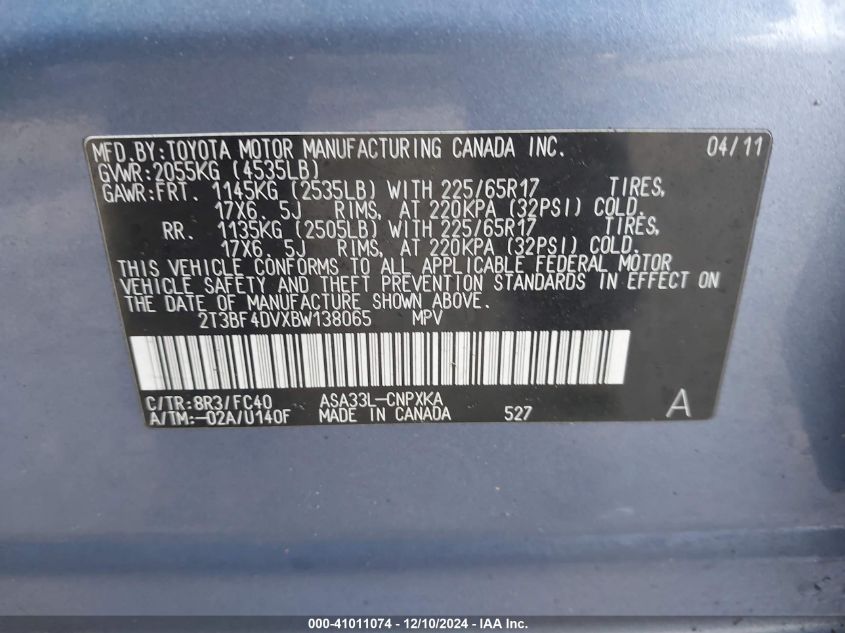 MFD.BY:TOYOTA MOTOR MANUFACTURING CANADA INC. 04/11
GVWR:2055KG (4535LB)
GAWR:FRT. 1145KG (2535LB) WITH 225/65R17 TIRES,
17X6. 5J RIMS, AT 220KPA (32PSI) COLD.
RR. 1135KG (2505LB) WITH 225/65R17 TIRES,
17X6. 5J RIMS, AT 220KPA (32PSI) COLD.
THIS VEHICLE CONFORMS TO ALL APPLICABLE FEDERAL MOTOR
VEHICLE SAFETY AND THEFT PREVENTION STANDARDS IN EFFECT ON
THE DATE OF MANUFACTURE SHOWN ABOVE.
2T3BF4DVXBW138065 MPV
C/TR:8R3/FC40 ASA33L-CNPXKA
A/TM:-02A/U140F MADE IN CANADA 527 A
000-41011074 - 12/10/2024 - IAA Inc.